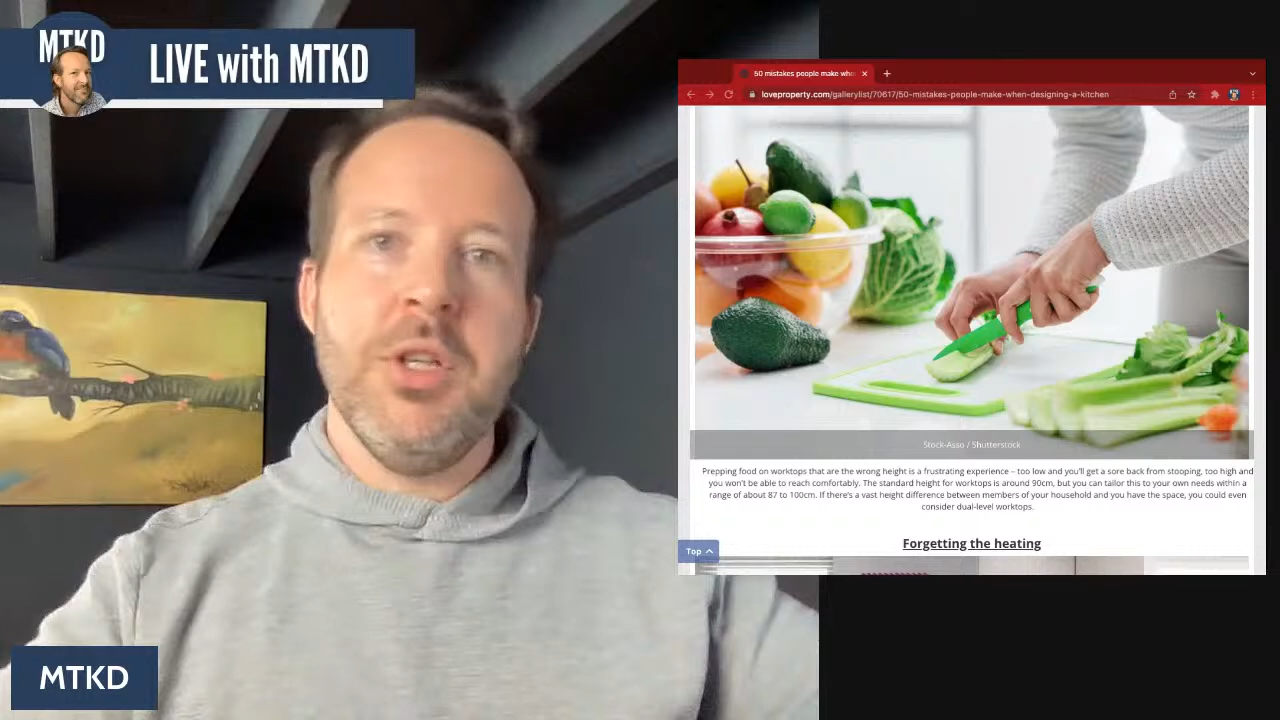 MTKD
LIVE with MTKD
50 mistakes people make whe
loveproperty.com/gallerylist/70617/50-mistakes-people-make-when-designing-a-kitchen
Stock-Asso / Shutterstock
Prepping food on worktops that are the wrong height is a frustrating experience – too low and you'll get a sore back from stooping, too high and
you won't be able to reach comfortably. The standard height for worktops is around 90cm, but you can tailor this to your own needs within a
range of about 87 to 100cm. If there's a vast height difference between members of your household and you have the space, you could even
consider dual-level worktops.
Forgetting the heating
Top
MTKD